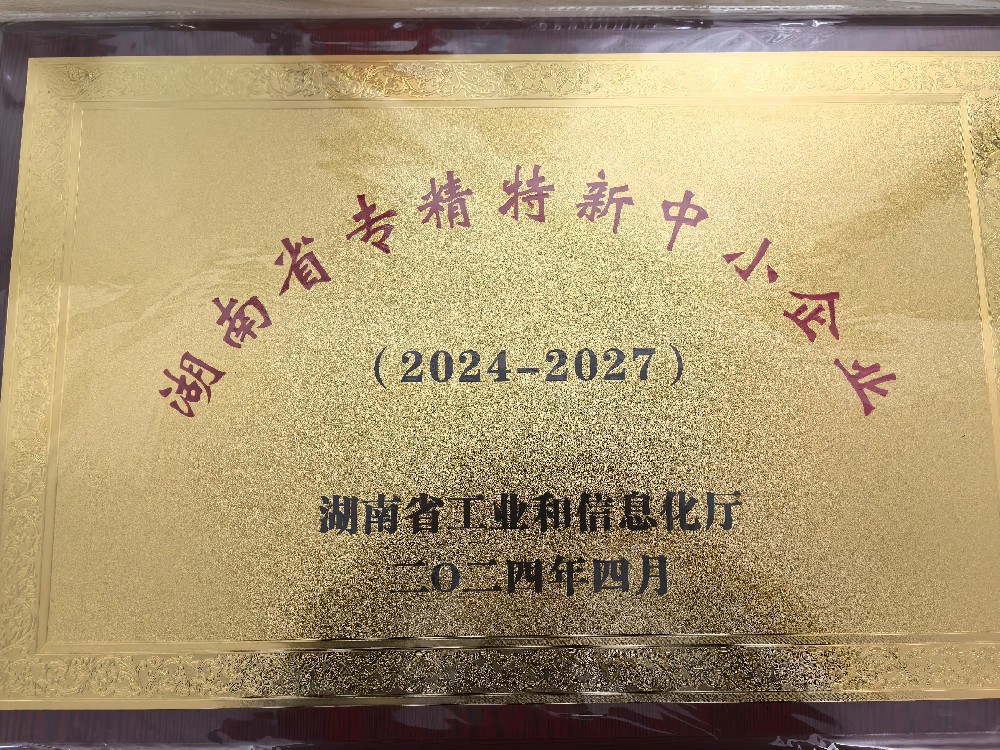 湖南省专精特新中小企业
（2024-2027）
湖南省工业和信息化厅
二O二四年四月